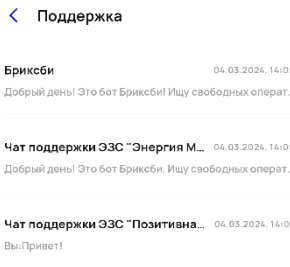 Поддержка
Бриксби 04.03.2024, 14:0
Добрый день! Это бот Бриксби! Ищу свободных операт.
Чат поддержки ЭЗС "Энергия М... 04.03.2024, 14:0
Добрый день! Это бот Бриксби. Ищу свободных операт.
Чат поддержки ЭЗС "Позитивна... 04.03.2024, 14:0
Вы:Привет!